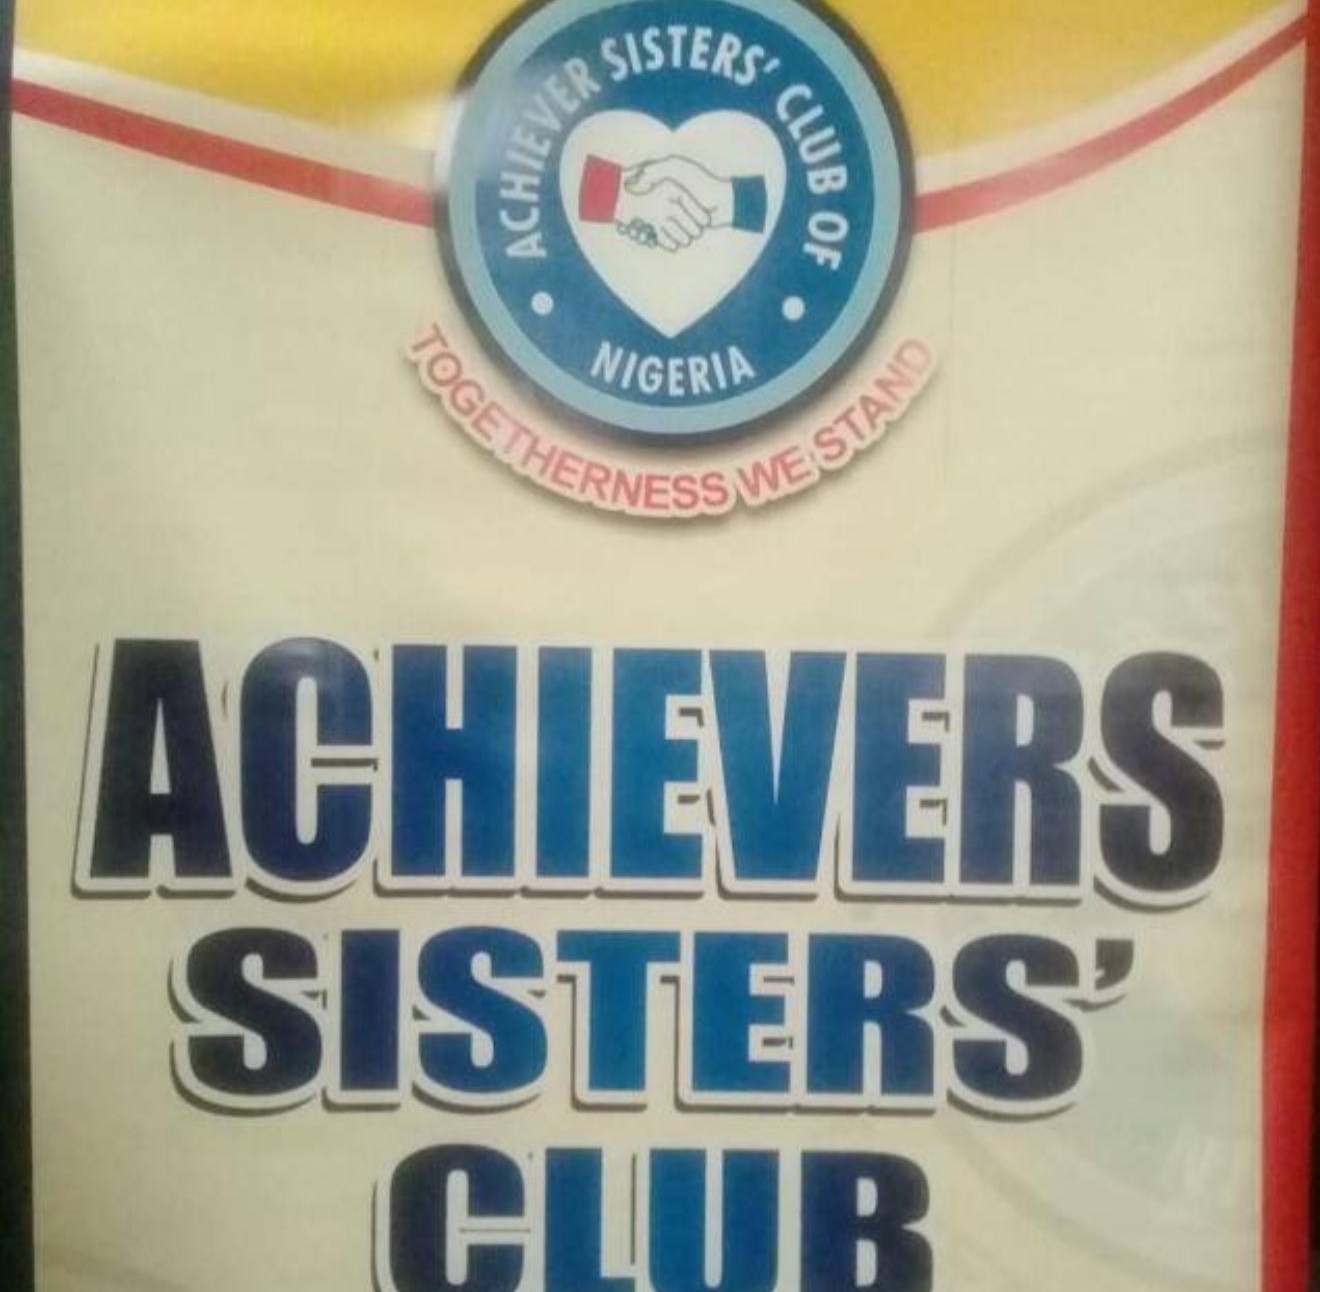 ACHIEVER SISTERS' CLUB OF
NIGERIA
TOGETHERNESS WE STAND
ACHIEVERS
SISTERS'
CLUB